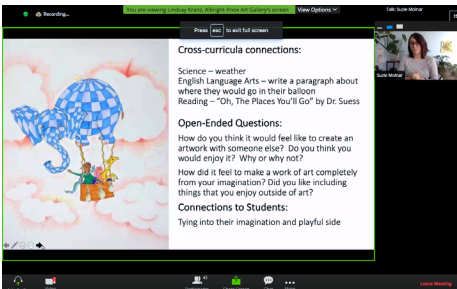 Recording...
You are viewing Lindsay Kranz, Albright-Knox Art Gallery's screen
View Options
Talk: Suzie Molnar
Press esc to exit full screen
Cross-curricula connections:
Science – weather
English Language Arts – write a paragraph about
where they would go in their balloon
Reading – "Oh, The Places You'll Go" by Dr. Suess
Suzie Molnar
Open-Ended Questions:
How do you think it would feel like to create an
artwork with someone else? Do you think you
would enjoy it? Why or why not?
How did it feel to make a work of art completely
from your imagination? Did you like including
things that you enjoy outside of art?
Connections to Students:
Tying into their imagination and playful side
42
Leave Meeting